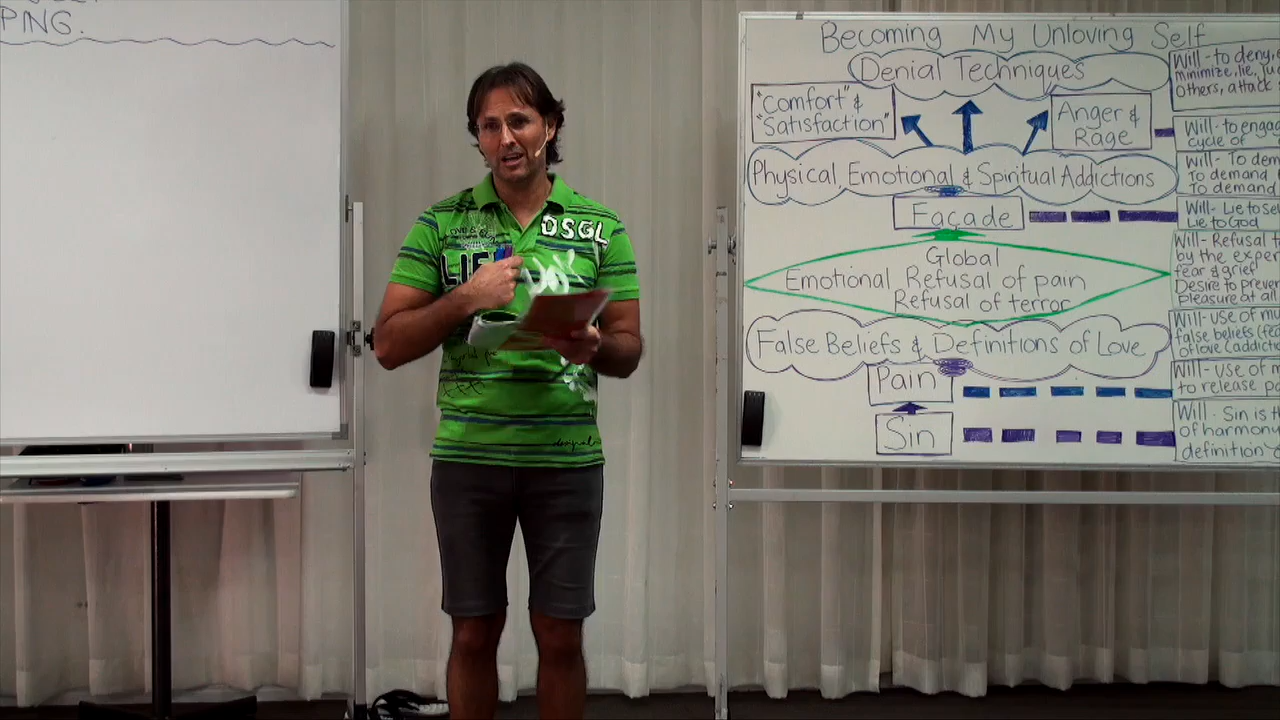 PING.
Becoming My Unloving Self
Denial Techniques
"Comfort" &
"Satisfaction"
Anger &
Rage
Physical, Emotional & Spiritual Addictions
Façade
Global
Emotional Refusal of pain
Refusal of terror
False Beliefs & Definitions of Love
Pain
Sin
Will - to deny,
minimize, lie,
others, attack
Will - to engag
cycle of
Will - To dem
To demand
To demand
Will - Lie to
Lie to God
Will - Refusal
by the exper
fear & grief
Desire to preve
pleasure at all
Will - use of
false beliefs
of love (addictio
Will - use of
to release
Will - Sin is
of harmony
definition
DSGL